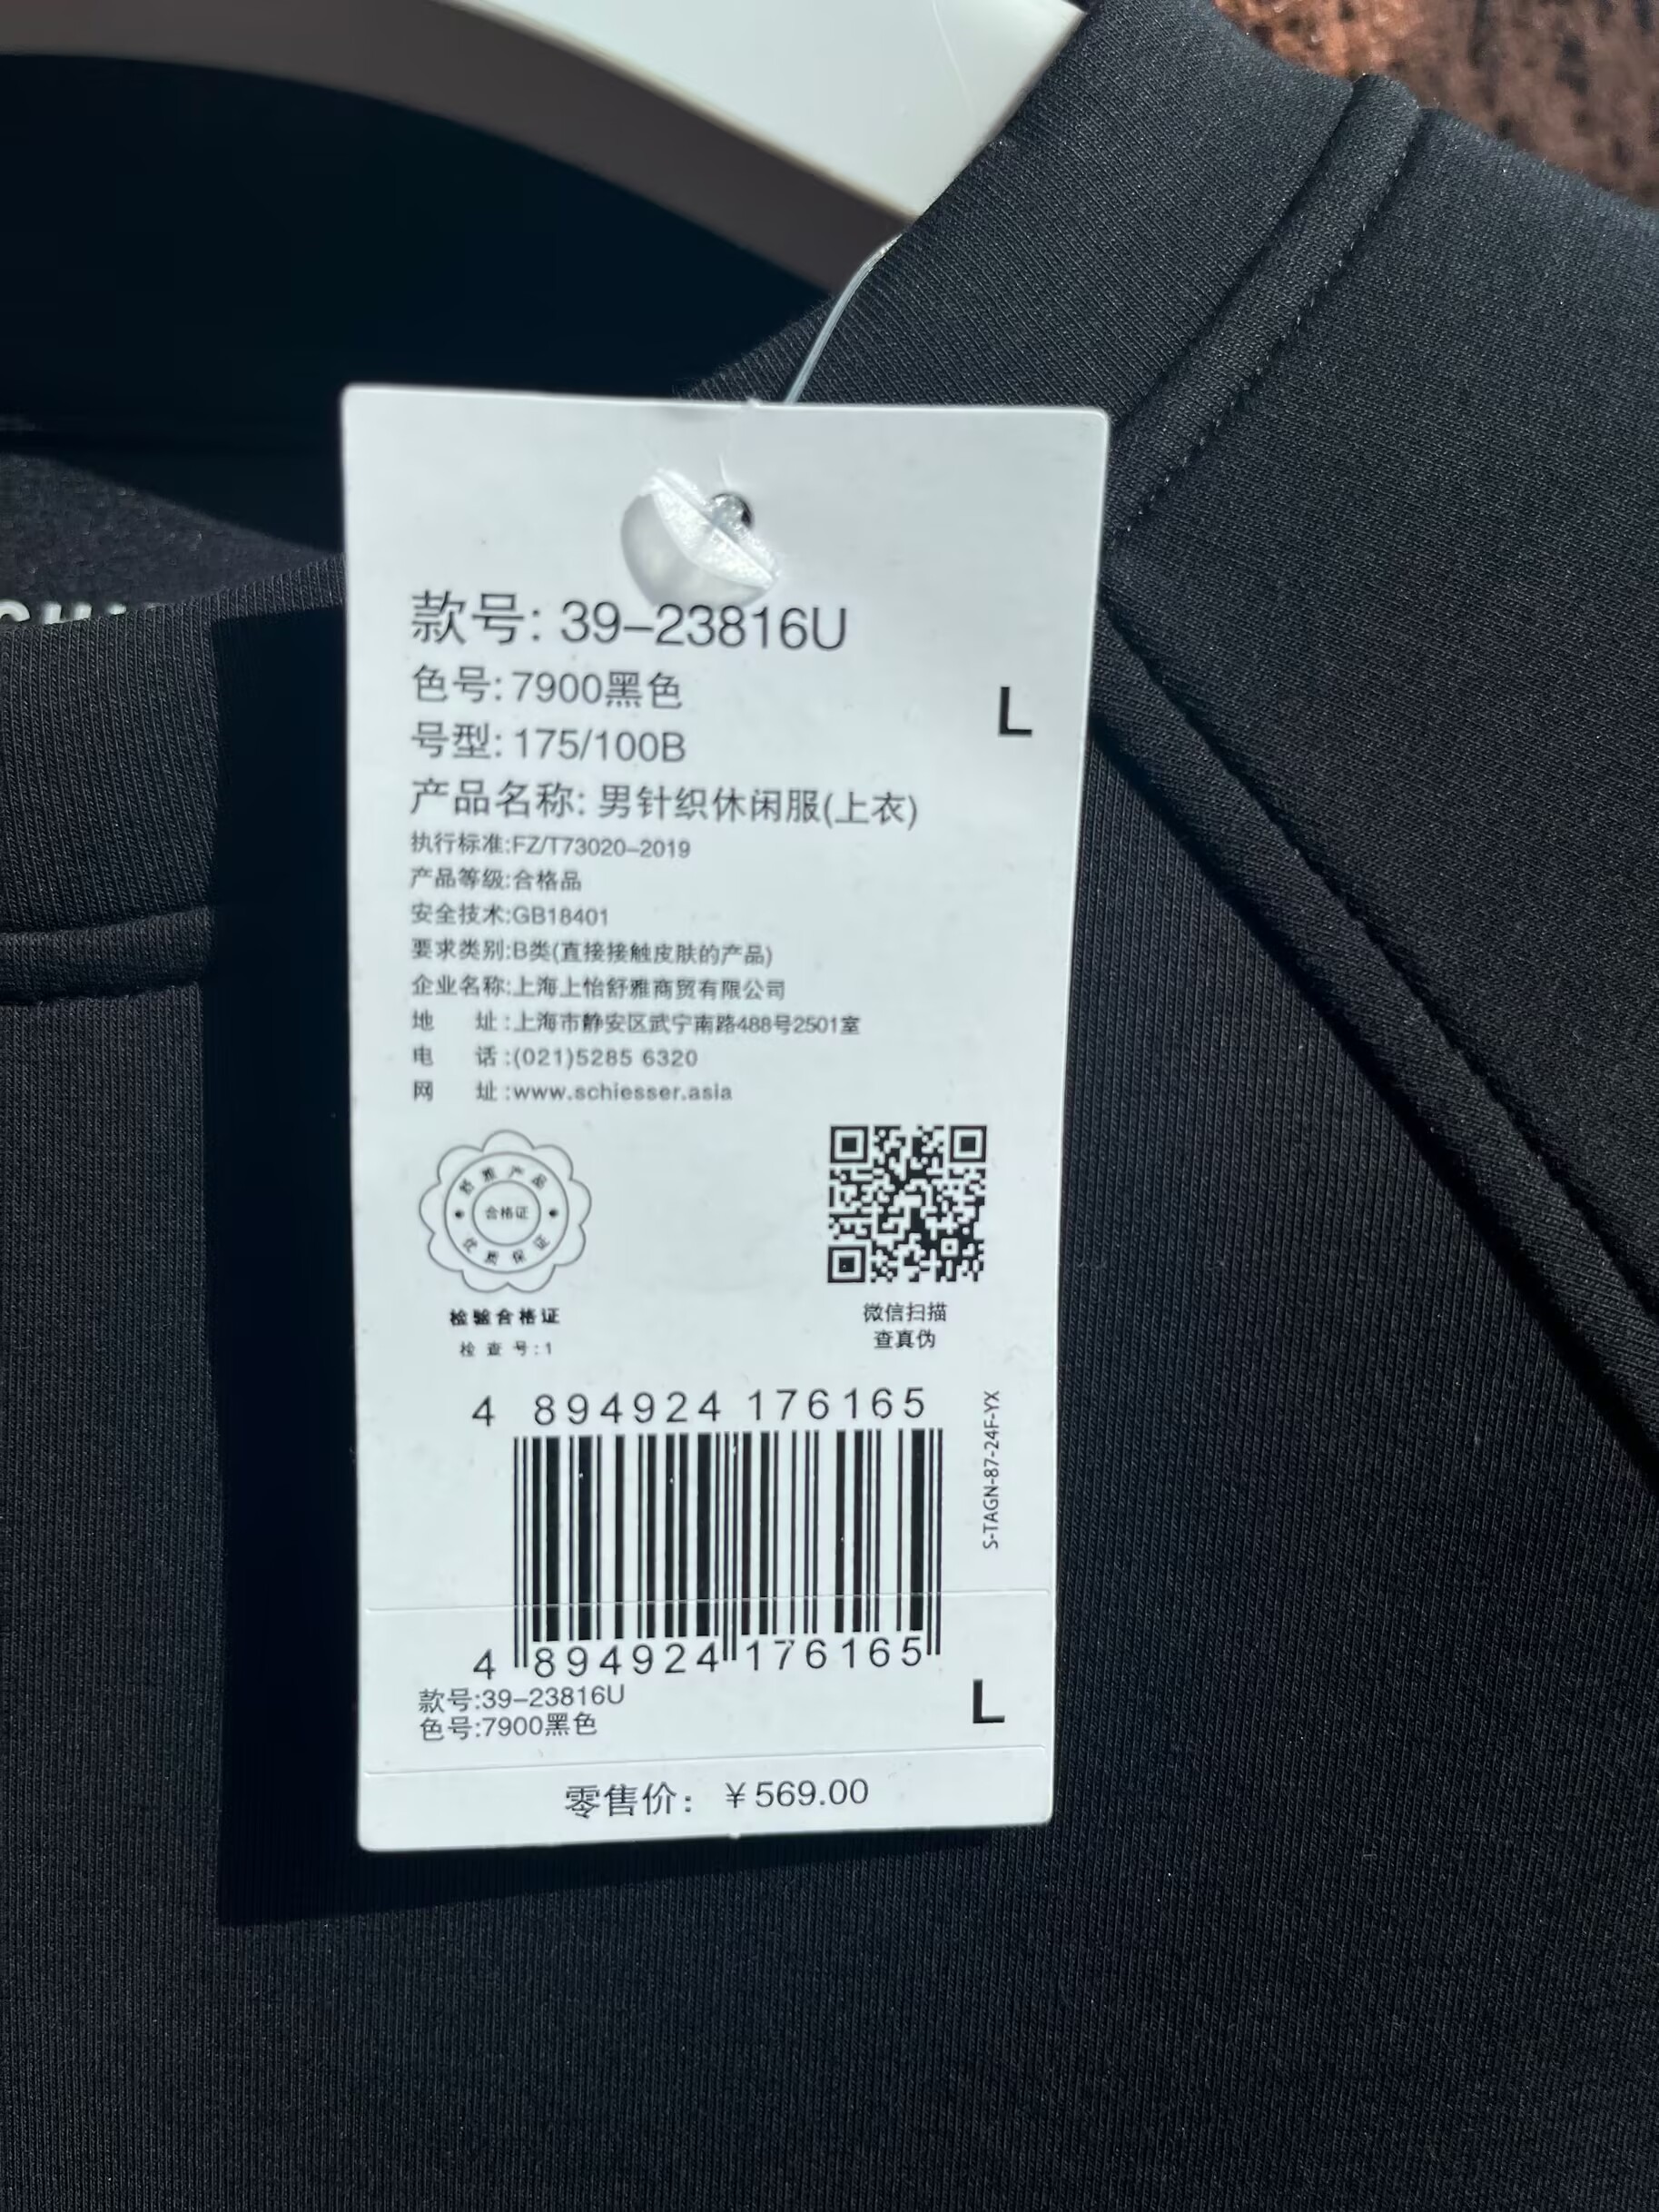 款号: 39-23816U
色号: 7900黑色
L
号型: 175/100B
产品名称: 男针织休闲服(上衣)
执行标准:FZ/T73020-2019
产品等级:合格品
安全技术:GB18401
要求类别:B类(直接接触皮肤的产品)
企业名称:上海上怡舒雅商贸有限公司
地 址:上海市静安区武宁南路488号2501室
电 话:(021)5285 6320
网 址:www.schiesser.asia
舒雅产品
合格证
优质保证
检验合格证
检查号:1
微信扫描
查真伪
4 894924 176165
S-TAGN-87-24F-YX
4 894924 176165
款号:39-23816U
色号:7900黑色
L
零售价: ¥569.00